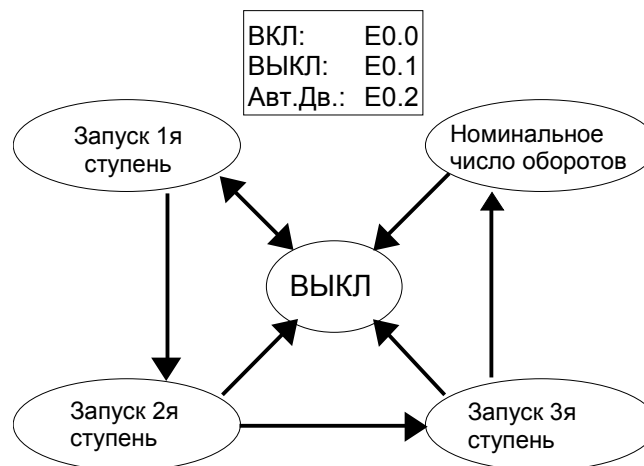 ВКЛ: E0.0
ВЫКЛ: E0.1
Авт.Дв.: E0.2
Запуск 1я
ступень
Номинальное
число оборотов
ВЫКЛ
Запуск 2я
ступень
Запуск 3я
ступень